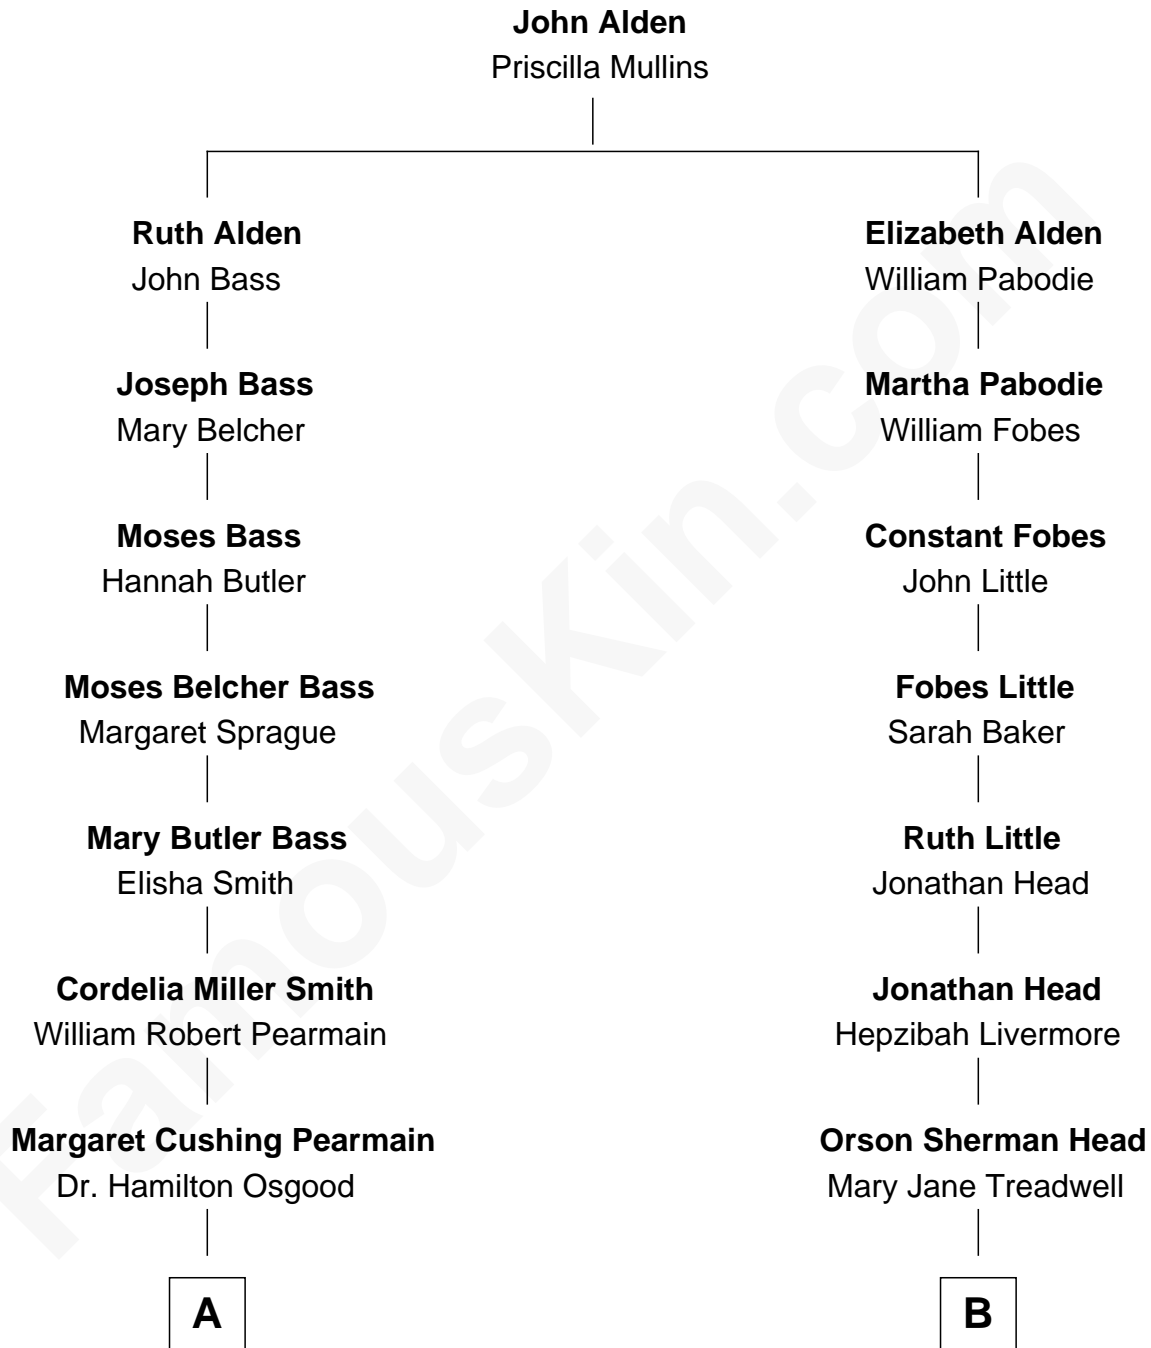 John Alden
Priscilla Mullins
Ruth Alden
John Bass
Elizabeth Alden
William Pabodie
Joseph Bass
Mary Belcher
Martha Pabodie
William Fobes
Moses Bass
Hannah Butler
Constant Fobes
John Little
Moses Belcher Bass
Margaret Sprague
Fobes Little
Sarah Baker
Mary Butler Bass
Elisha Smith
Ruth Little
Jonathan Head
Cordelia Miller Smith
William Robert Pearmain
Jonathan Head
Hepzibah Livermore
Margaret Cushing Pearmain
Dr. Hamilton Osgood
Orson Sherman Head
Mary Jane Treadwell
A
B
FamousKin.com